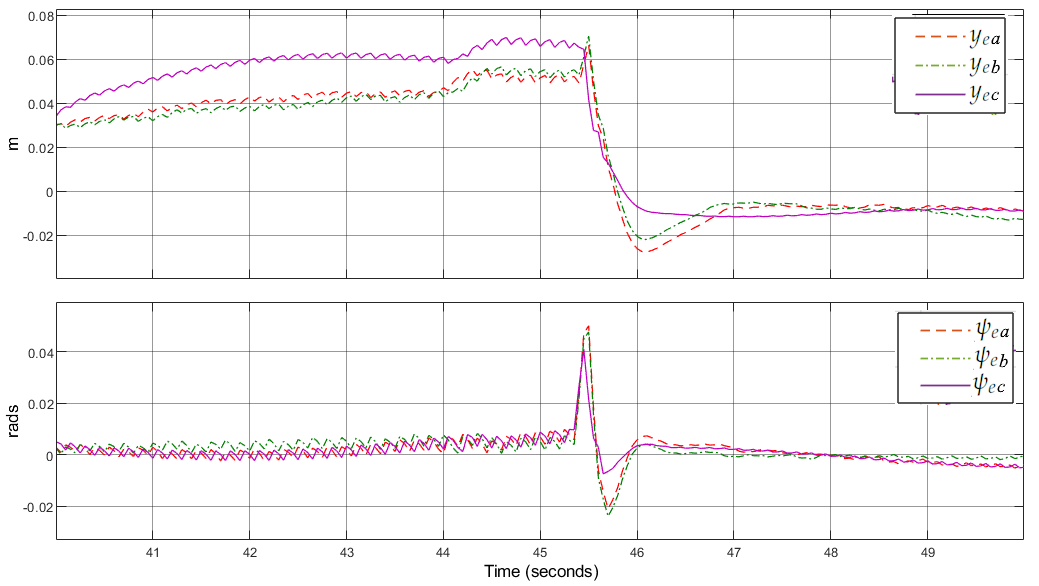 0.08
0.06
0.04
0.02
0
-0.02
m
y_ea
y_eb
y_ec
0.04
0.02
0
-0.02
rads
ψ_ea
ψ_eb
ψ_ec
41 42 43 44 45 46 47 48 49
Time (seconds)